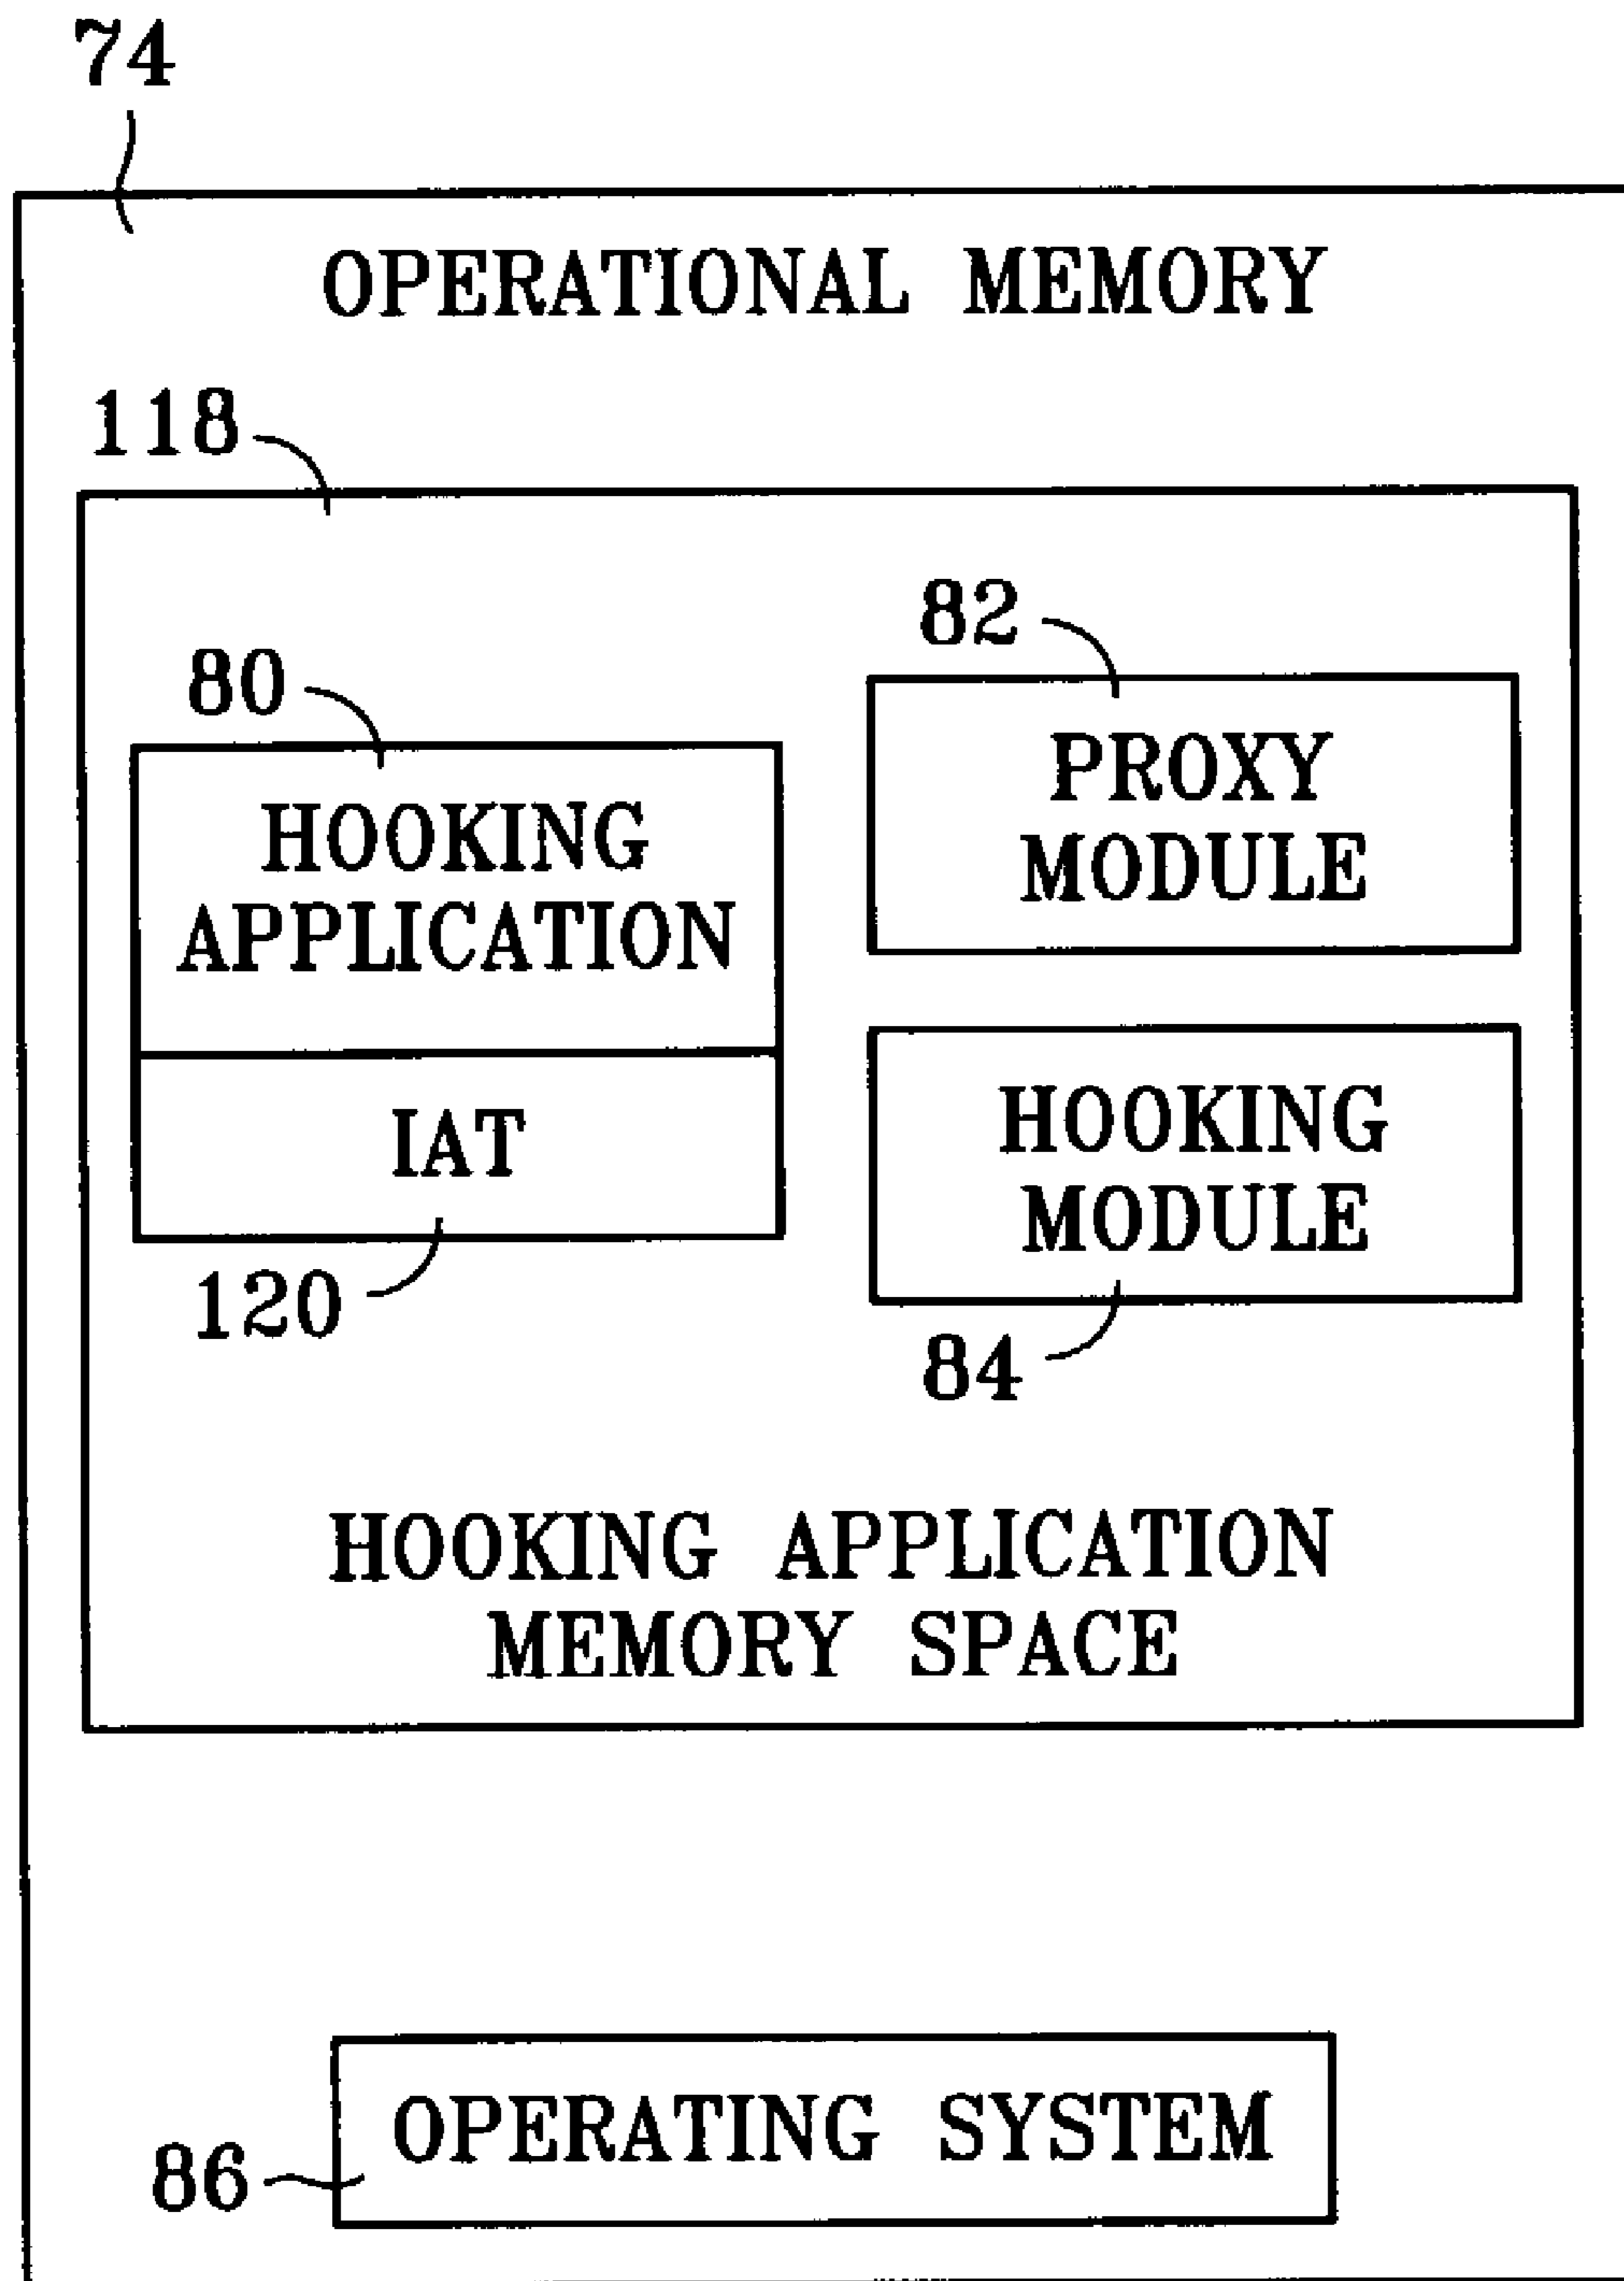 74
OPERATIONAL MEMORY
118
82
80
PROXY
MODULE
HOOKING
APPLICATION
HOOKING
MODULE
IAT
120
84
HOOKING APPLICATION
MEMORY SPACE
OPERATING SYSTEM
86